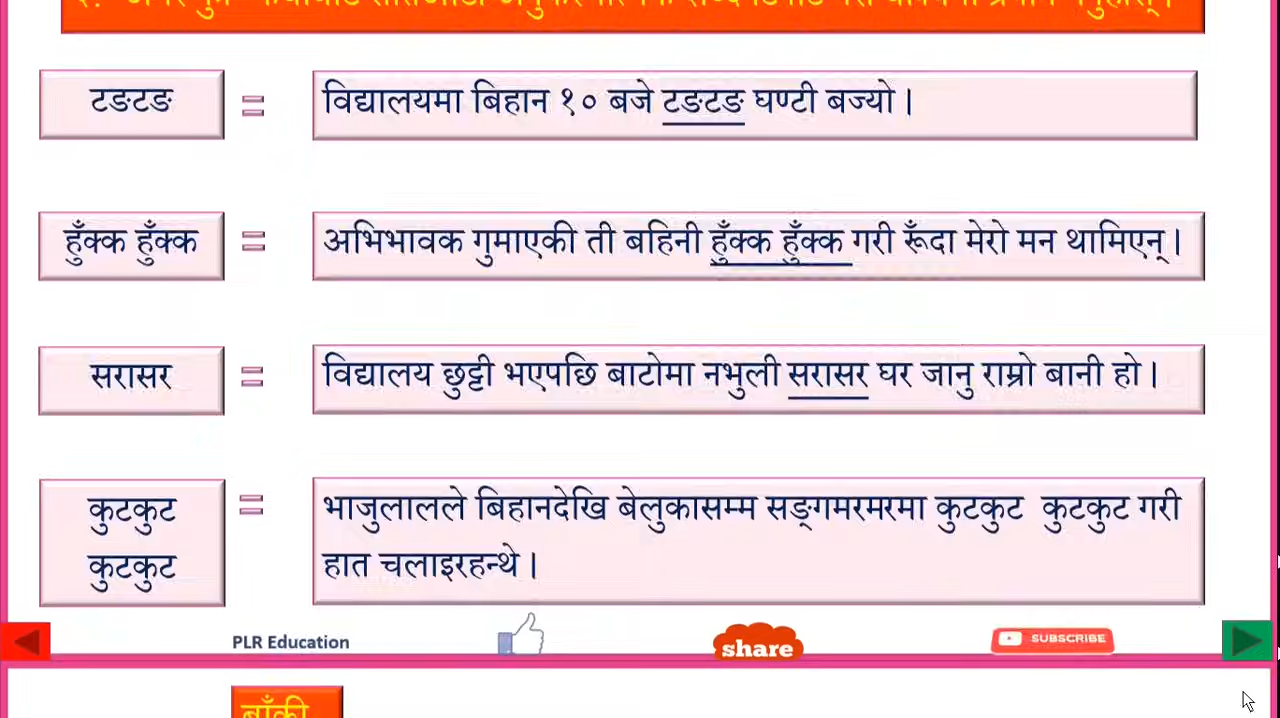 टङटङ = विद्यालयमा बिहान १० बजे टङटङ घण्टी बज्यो ।
हुँक्क हुँक्क = अभिभावक गुमाएकी ती बहिनी हुँक्क हुँक्क गरी रूँदा मेरो मन थामिएन् ।
सरासर = विद्यालय छुट्टी भएपछि बाटोमा नभुली सरासर घर जानु राम्रो बानी हो ।
कुटकुट = भाजुलालले बिहानदेखि बेलुकासम्म सङ्गमरमरमा कुटकुट कुटकुट गरी
कुटकुट हात चलाइरहन्थे ।
PLR Education share SUBSCRIBE
बाँकी